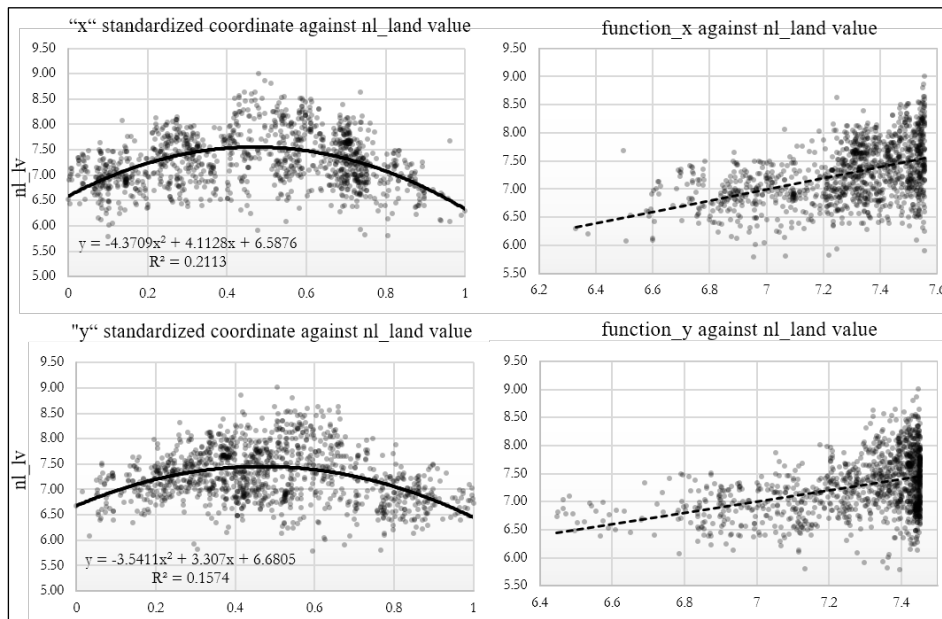 “x“ standardized coordinate against nl_land value
9.50
9.00
8.50
8.00
7.50
7.00
6.50
6.00
5.50
5.00
nl_lv
y = -4.3709x² + 4.1128x + 6.5876
R² = 0.2113
0 0.2 0.4 0.6 0.8 1
function_x against nl_land value
9.50
9.00
8.50
8.00
7.50
7.00
6.50
6.00
5.50
6.2 6.4 6.6 6.8 7 7.2 7.4 7.6
"y“ standardized coordinate against nl_land value
9.50
9.00
8.50
8.00
7.50
7.00
6.50
6.00
5.50
5.00
nl_lv
y = -3.5411x² + 3.307x + 6.6805
R² = 0.1574
0 0.2 0.4 0.6 0.8 1
function_y against nl_land value
9.50
9.00
8.50
8.00
7.50
7.00
6.50
6.00
5.50
6.4 6.6 6.8 7 7.2 7.4